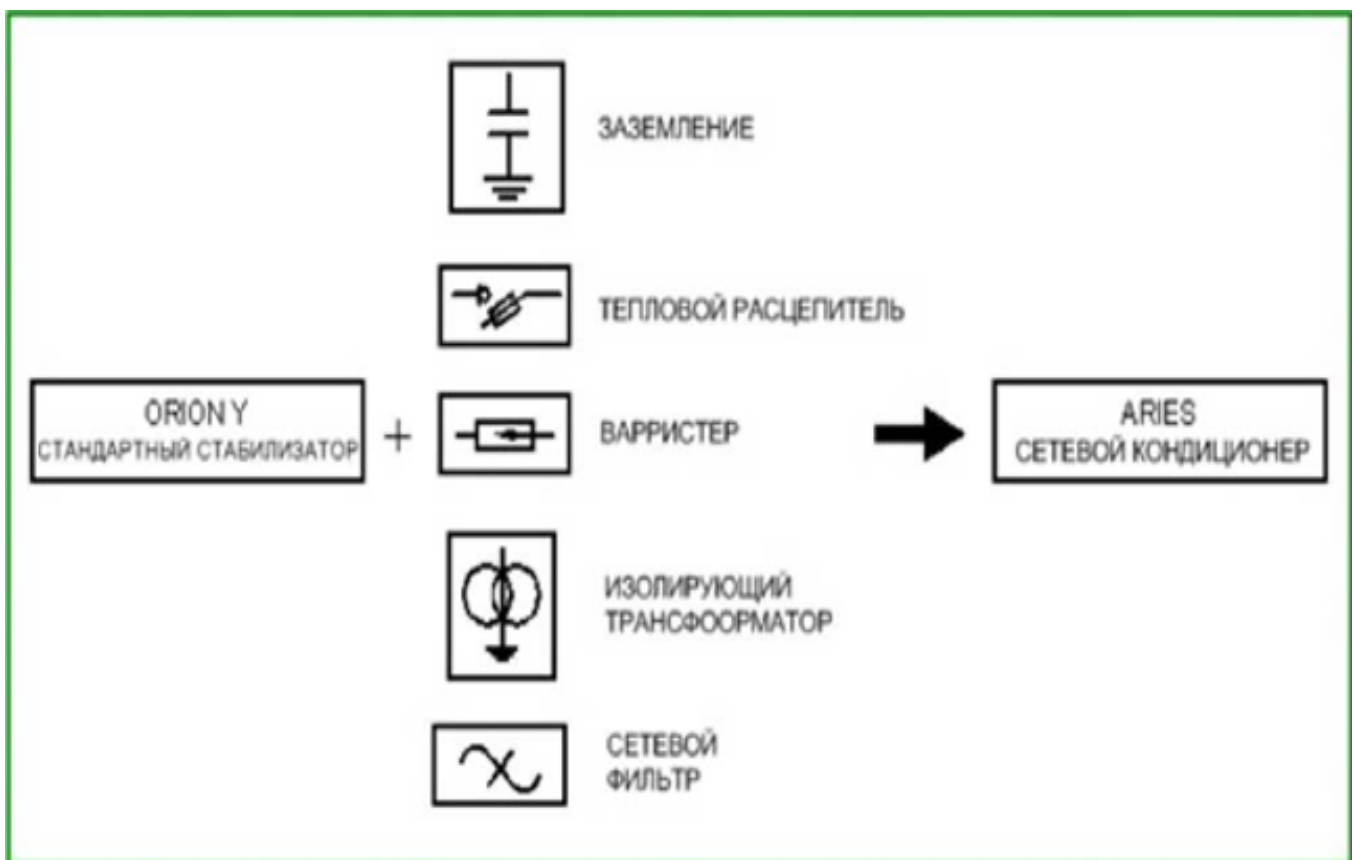 ЗАЗЕМЛЕНИЕ
ТЕПЛОВОЙ РАСЦЕПИТЕЛЬ
ORION Y
СТАНДАРТНЫЙ СТАБИЛИЗАТОР
+
ВАРРИСТЕР
ARIES
СЕТЕВОЙ КОНДИЦИОНЕР
ИЗОЛИРУЮЩИЙ
ТРАНСФООРМАТОР
СЕТЕВОЙ
ФИЛЬТР